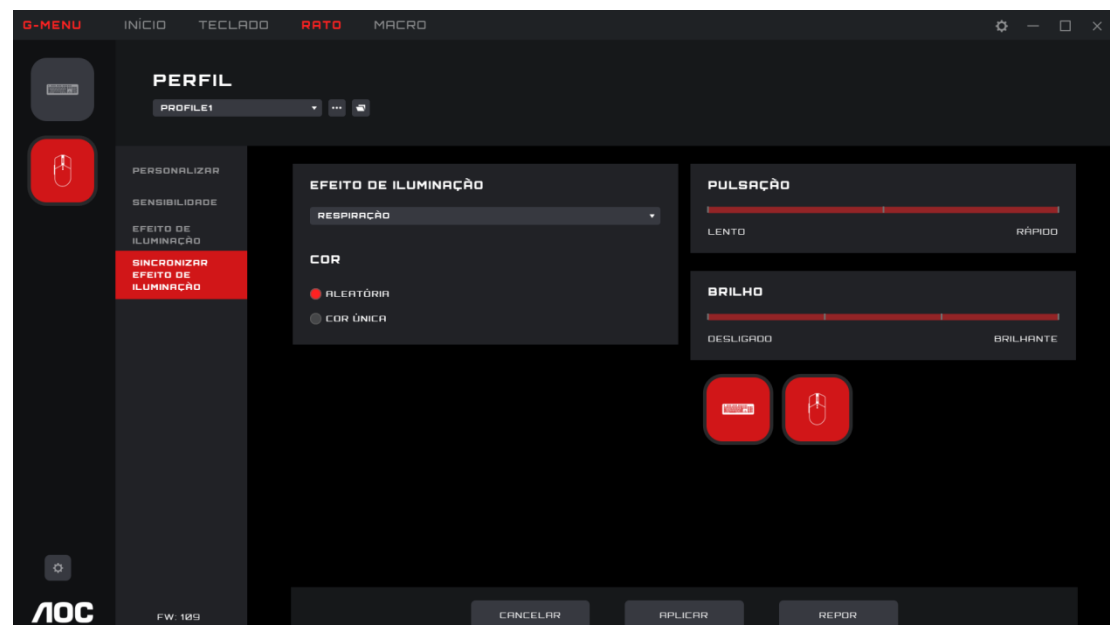 G-MENU INÍCIO TECLADO RATO MACRO
PERFIL
PROFILE1
PERSONALIZAR
SENSIBILIDADE
EFEITO DE
ILUMINAÇÃO
SINCRONIZAR
EFEITO DE
ILUMINAÇÃO
EFEITO DE ILUMINAÇÃO
RESPIRAÇÃO
COR
ALEATÓRIA
COR ÚNICA
PULSAÇÃO
LENTO RÁPIDO
BRILHO
DESLIGADO BRILHANTE
AOC
FW: 109
CANCELAR APLICAR REPOR